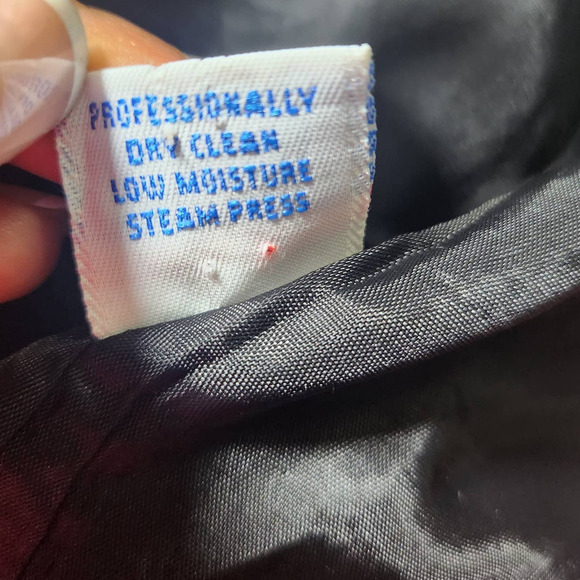 PROFESSIONALLY
DRY CLEAN
LOW MOISTURE
STEAM PRESS